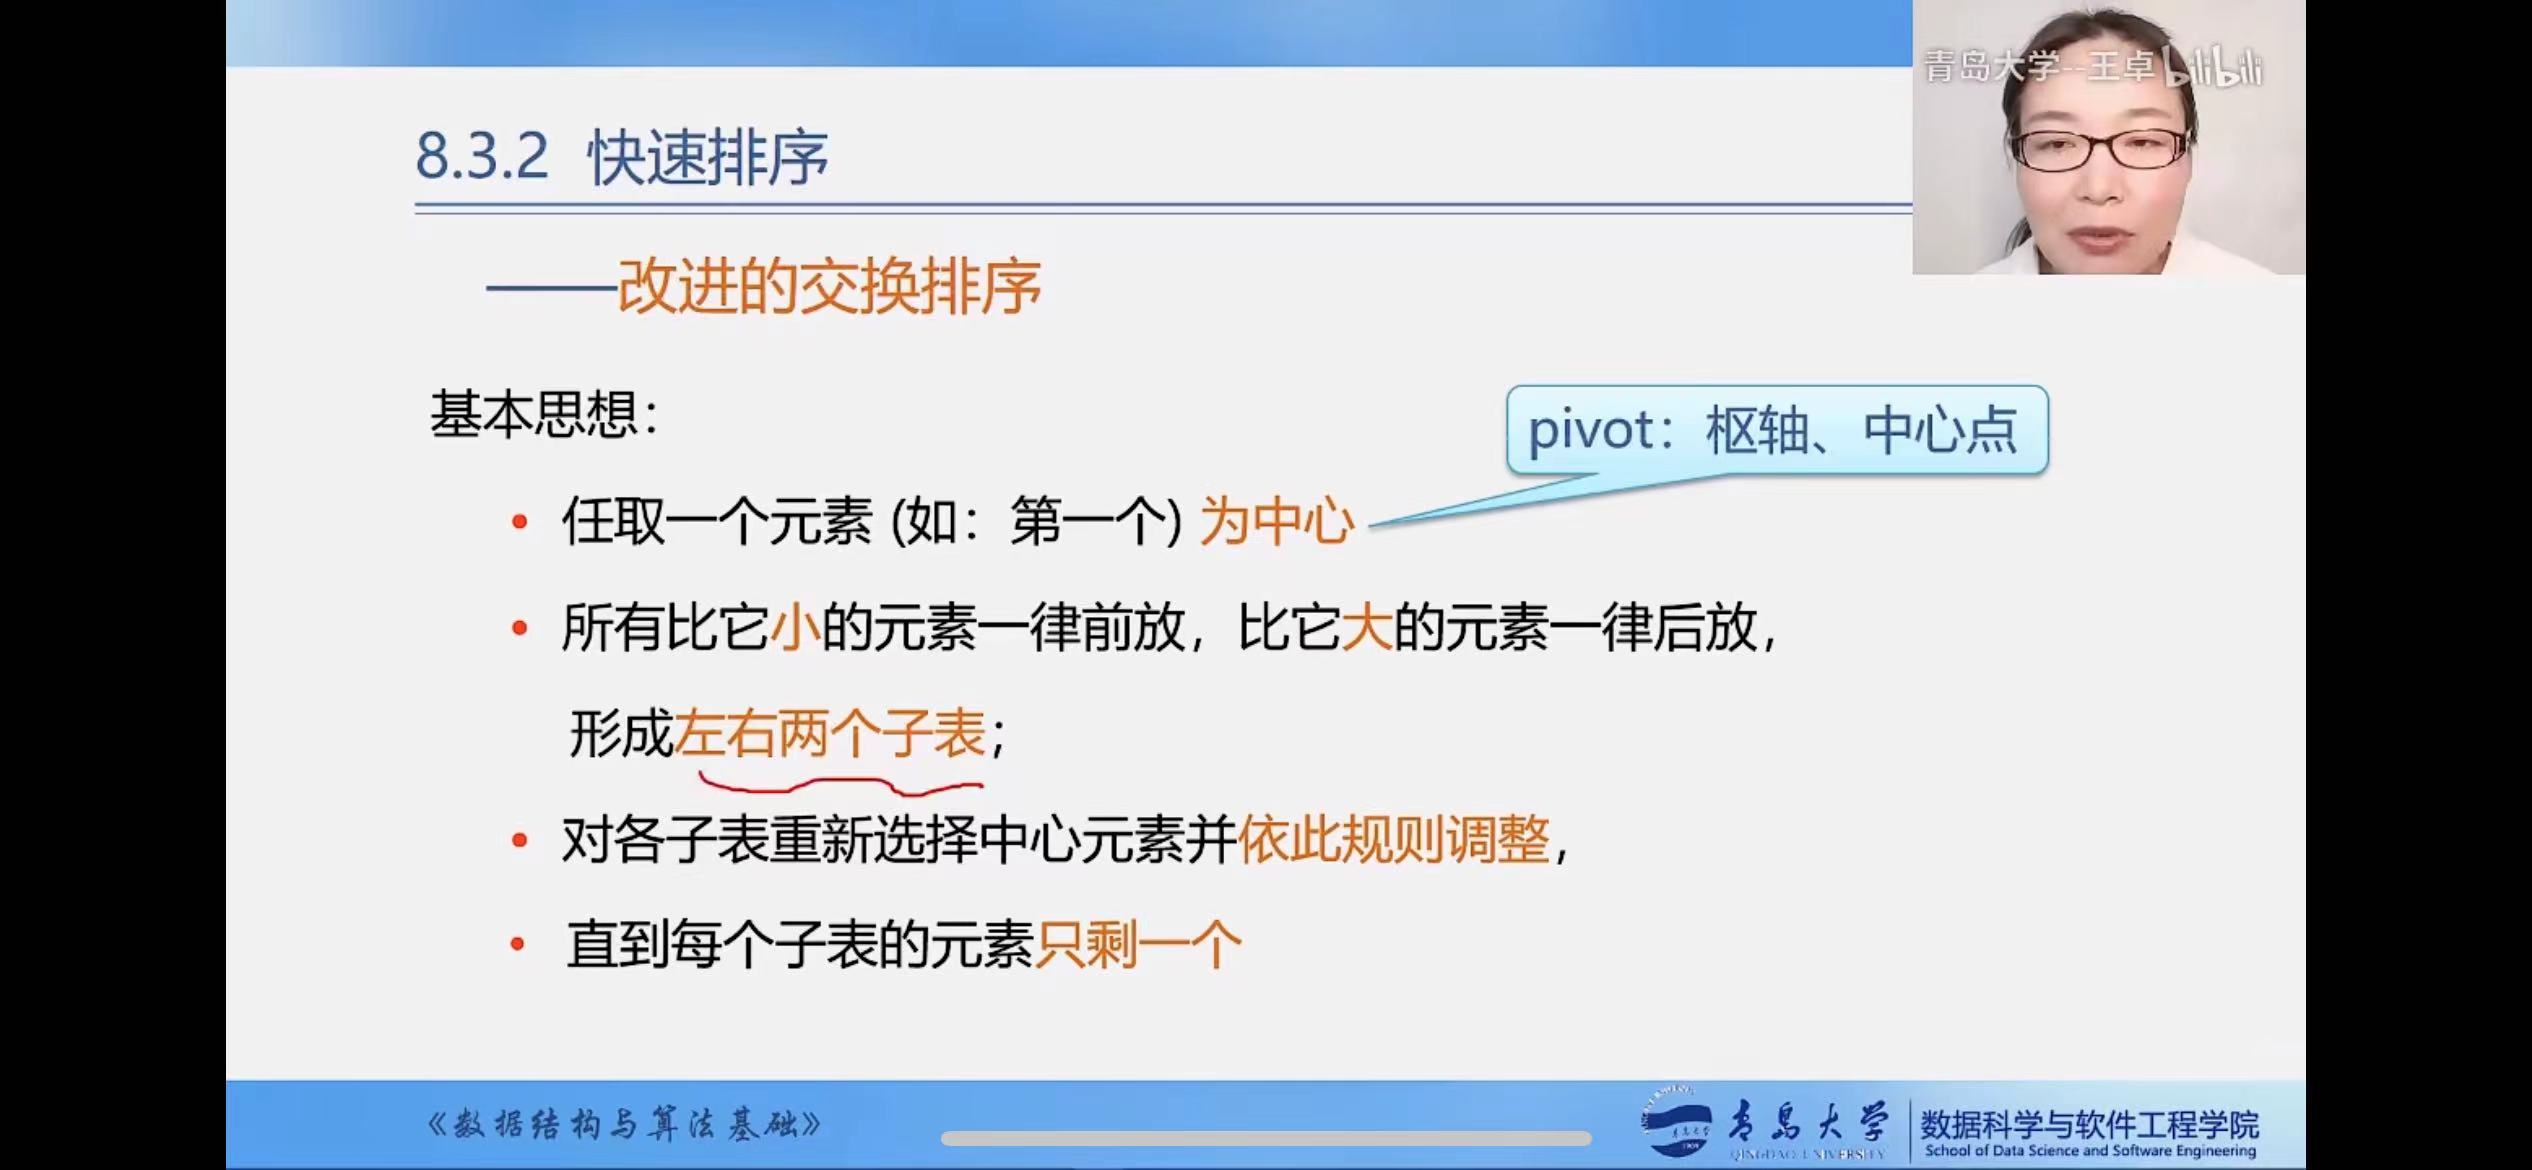 青岛大学--王卓 bilibili
8.3.2 快速排序
——改进的交换排序
基本思想：
pivot：枢轴、中心点
• 任取一个元素 (如：第一个) 为中心
• 所有比它小的元素一律前放，比它大的元素一律后放，
形成左右两个子表；
• 对各子表重新选择中心元素并依此规则调整，
• 直到每个子表的元素只剩一个
《数据结构与算法基础》
青岛大学
QINGDAO UNIVERSITY
数据科学与软件工程学院
School of Data Science and Software Engineering